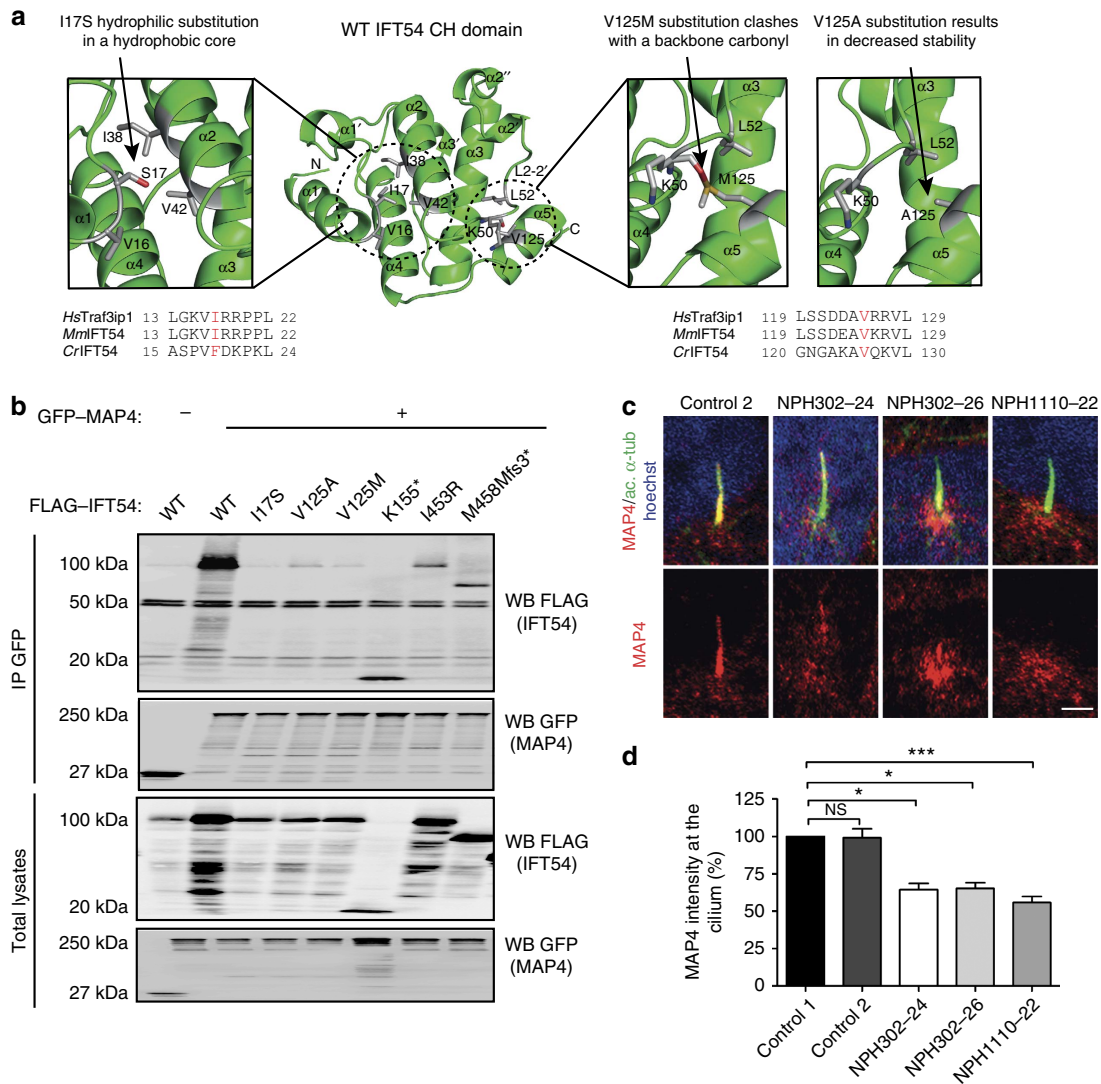 a
I17S hydrophilic substitution
in a hydrophobic core
WT IFT54 CH domain
V125M substitution clashes
with a backbone carbonyl
V125A substitution results
in decreased stability
α2
I38
S17
V42
α1
V16
α4
α3
α2′′
α1′
α2
α3′
α3
α2′
N
I38
L2-2′
α1
I17
V42
L52
α5
V16
K50
V125
C
α4
α3
L52
K50
M125
α4
α5
α3
L52
K50
A125
α4
α5
HsTraf3ip1 13 LGKVIRRPPL 22
MmIFT54 13 LGKVIRRPPL 22
CrIFT54 15 ASPVFDKPKL 24
HsTraf3ip1 119 LSSDDAVRRVL 129
MmIFT54 119 LSSDEAVKRVL 129
CrIFT54 120 GNGAKAVQKVL 130
b
GFP–MAP4: – +
FLAG–IFT54: WT WT I17S V125A V125M K155* I453R M458Mfs3*
IP GFP
100 kDa
50 kDa
20 kDa
WB FLAG
(IFT54)
250 kDa
27 kDa
WB GFP
(MAP4)
Total lysates
100 kDa
20 kDa
WB FLAG
(IFT54)
250 kDa
27 kDa
WB GFP
(MAP4)
c
Control 2 NPH302–24 NPH302–26 NPH1110–22
MAP4/ac. α-tub
hoechst
MAP4
d
MAP4 intensity at the
cilium (%)
125
100
75
50
25
0
***
*
*
NS
Control 1
Control 2
NPH302–24
NPH302–26
NPH1110–22